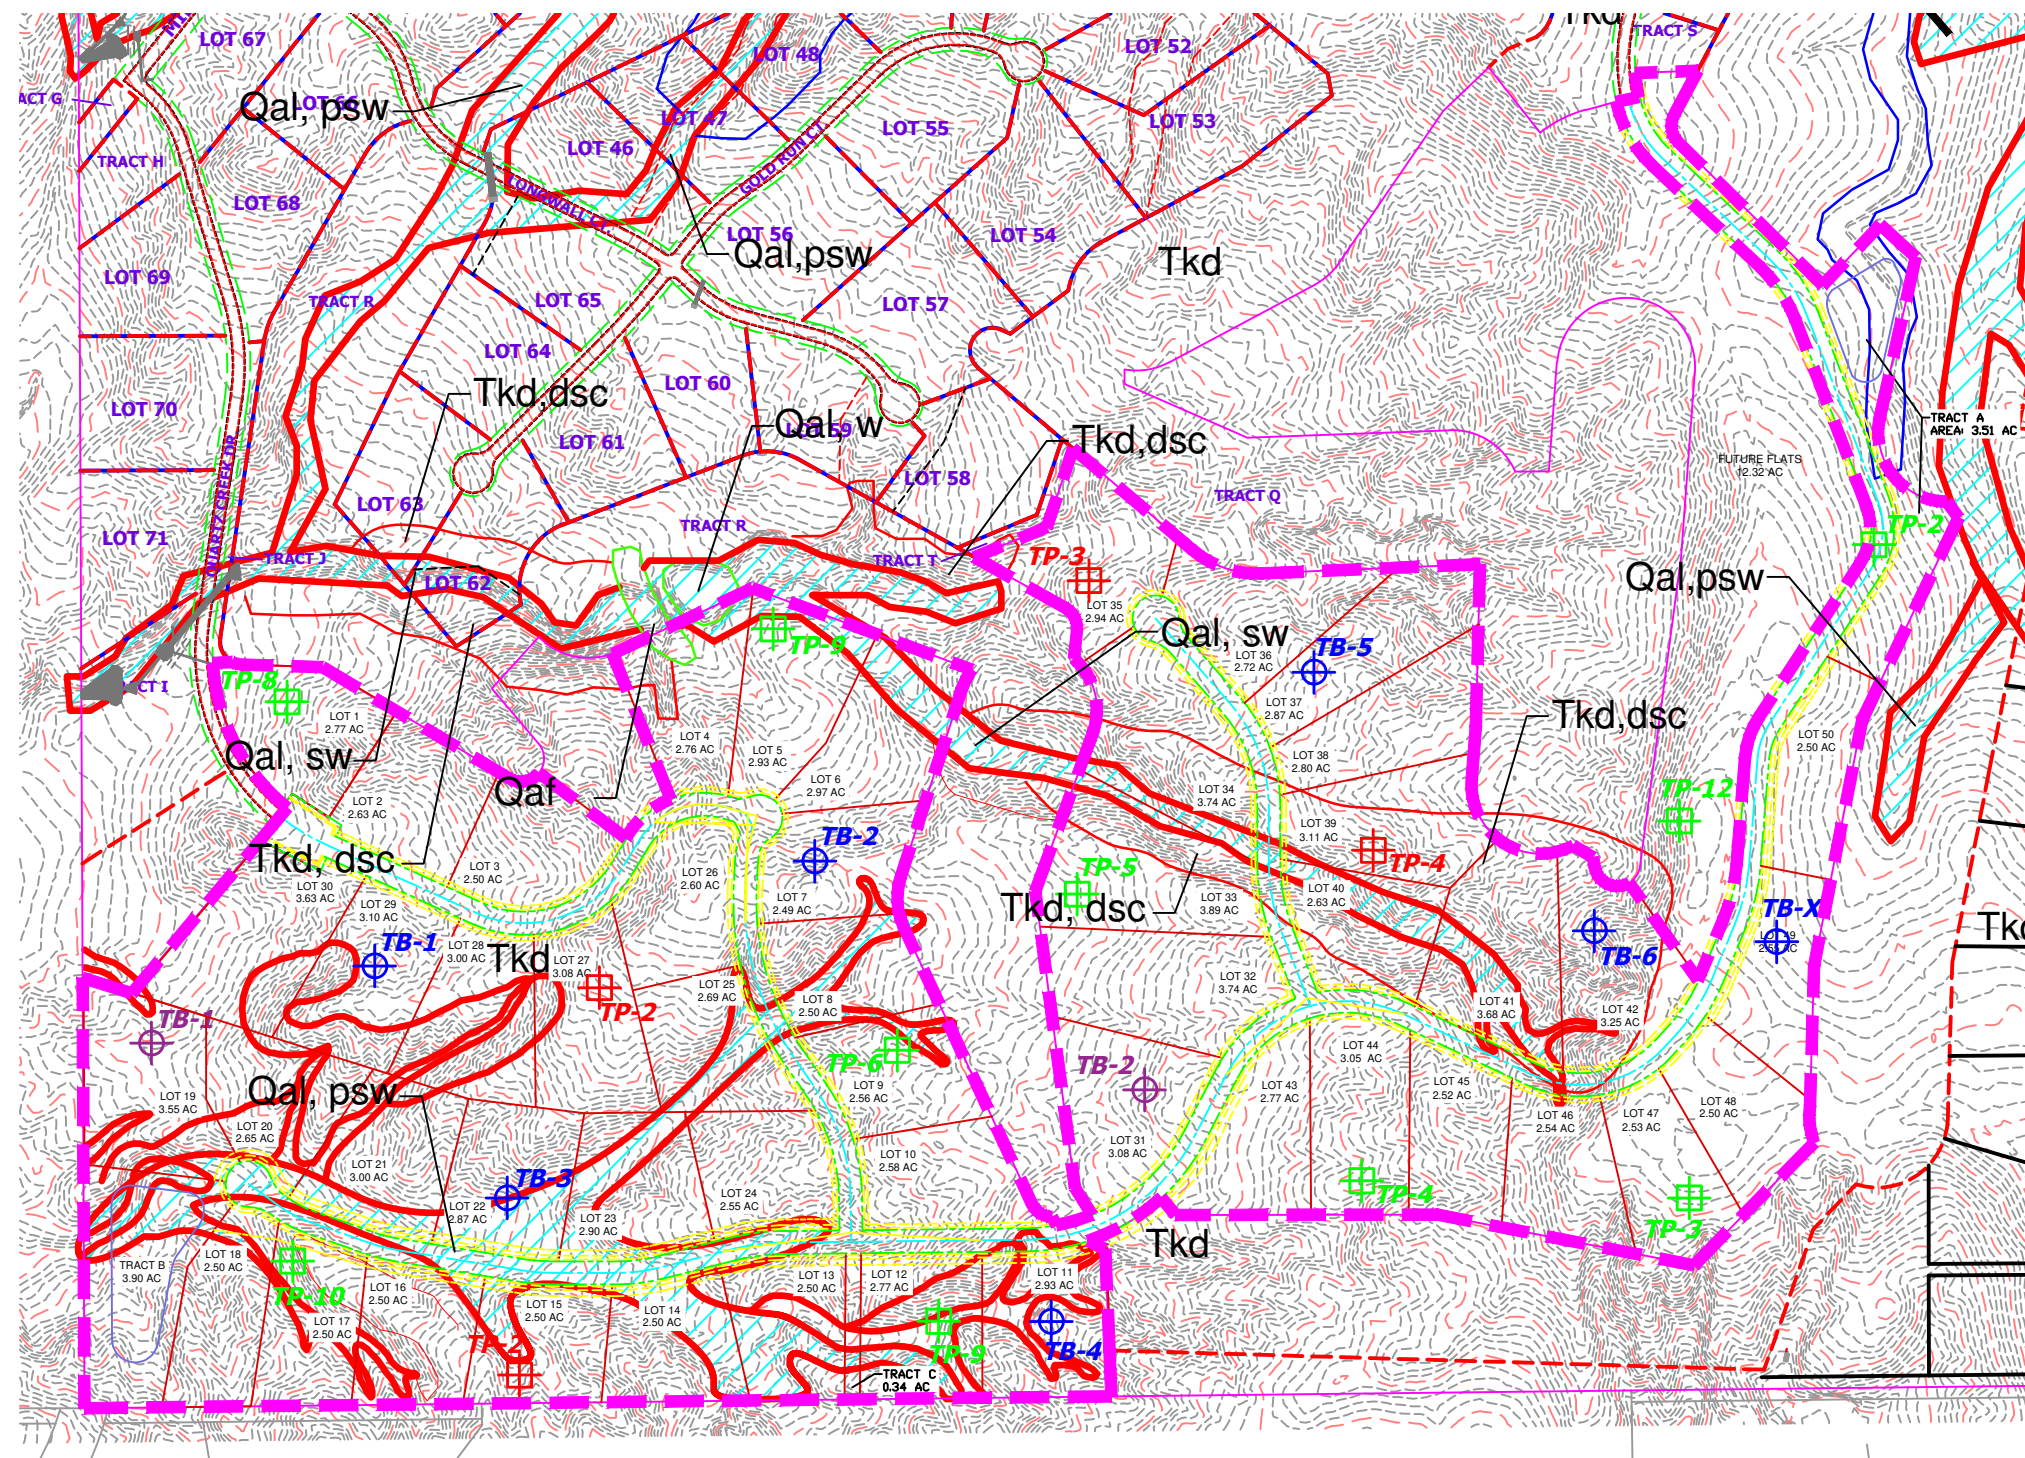 Tkd
TRACT S
LOT 67
LOT 48
LOT 52
ACT G
LOT 66
Qal, psw
LOT 47
LOT 53
LOT 55
TRACT H
LOT 46
GOLD RUN CT
LONGWALL CT
LOT 68
LOT 56
LOT 54
Qal,psw
Tkd
LOT 69
TRACT R
LOT 65
LOT 57
LOT 64
LOT 60
Tkd,dsc
LOT 70
LOT 59
Qal, w
LOT 61
Tkd,dsc
TRACT A
AREA: 3.51 AC
FUTURE FLATS
12.32 AC
QUARTZ CREEK DR
LOT 63
LOT 58
TRACT Q
LOT 71
TRACT R
TP-2
TRACT J
TRACT T
TP-3
LOT 62
Qal,psw
LOT 35
2.94 AC
Qal, sw
TP-9
TP-5
TB-5
LOT 36
2.72 AC
CT I
TP-8
LOT 1
2.77 AC
LOT 37
2.87 AC
Tkd,dsc
LOT 4
2.76 AC
LOT 5
2.93 AC
LOT 50
2.50 AC
Qal, sw
LOT 38
2.80 AC
LOT 6
2.97 AC
Qaf
LOT 34
3.74 AC
TP-12
LOT 2
2.63 AC
LOT 39
3.11 AC
TB-2
Tkd, dsc
TP-4
LOT 3
2.50 AC
LOT 26
2.60 AC
LOT 30
3.63 AC
LOT 7
2.49 AC
Tkd, dsc
LOT 33
3.89 AC
LOT 40
2.63 AC
TB-X
LOT 49
LOT 29
3.10 AC
TB-1
LOT 28
3.00 AC
Tkd
LOT 27
3.08 AC
TB-6
Tkd
LOT 25
2.69 AC
LOT 32
3.74 AC
TP-2
LOT 8
2.50 AC
LOT 41
3.68 AC
LOT 42
3.25 AC
TB-1
TP-6
TB-2
LOT 44
3.05 AC
Qal, psw
LOT 9
2.56 AC
LOT 43
2.77 AC
LOT 45
2.52 AC
LOT 19
3.55 AC
LOT 46
2.54 AC
LOT 47
2.53 AC
LOT 48
2.50 AC
LOT 20
2.65 AC
LOT 10
2.58 AC
LOT 31
3.08 AC
LOT 21
3.00 AC
TB-3
TP-4
LOT 24
2.55 AC
LOT 22
2.87 AC
LOT 23
2.90 AC
TP-3
Tkd
LOT 18
2.50 AC
TRACT B
3.90 AC
LOT 13
2.50 AC
LOT 12
2.77 AC
LOT 11
2.93 AC
TP-10
LOT 16
2.50 AC
LOT 15
2.50 AC
LOT 14
2.50 AC
LOT 17
2.50 AC
TP-2
TP-9
TB-4
TRACT C
0.34 AC